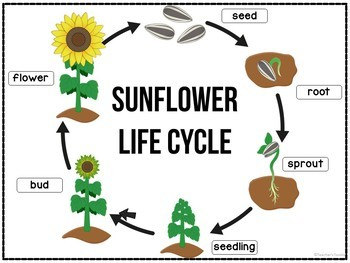 seed
root
sprout
seedling
bud
flower
SUNFLOWER
LIFE CYCLE